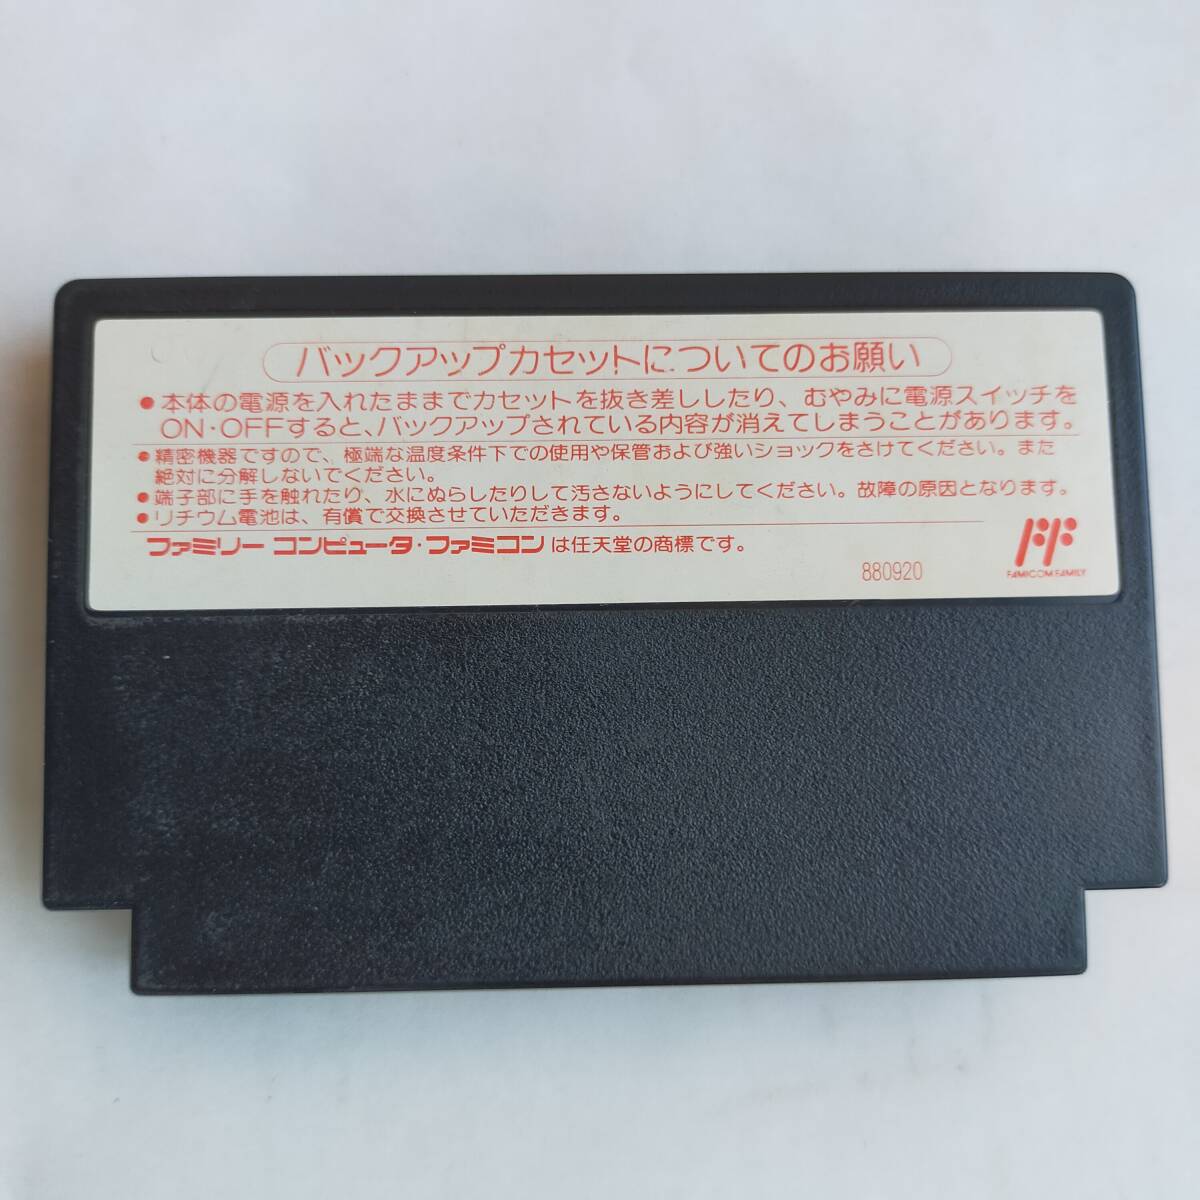 バックアップカセットについてのお願い
●本体の電源を入れたままでカセットを抜き差ししたり、むやみに電源スイッチを
ON・OFFすると、バックアップされている内容が消えてしまうことがあります。
●精密機器ですので、極端な温度条件下での使用や保管および強いショックをさけてください。また
絶対に分解しないでください。
●端子部に手を触れたり、水にぬらしたりして汚さないようにしてください。故障の原因となります。
●リチウム電池は、有償で交換させていただきます。
ファミリー コンピュータ・ファミコン は任天堂の商標です。
880920
FAMICOM FAMILY